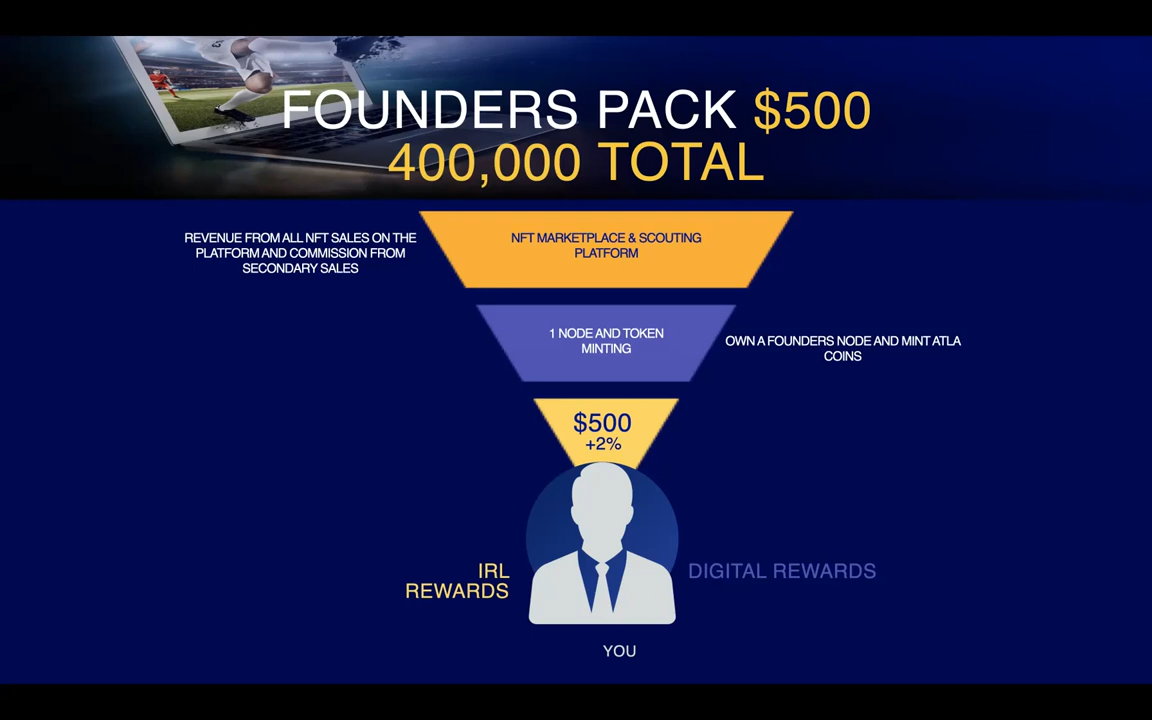 FOUNDERS PACK $500
400,000 TOTAL
REVENUE FROM ALL NFT SALES ON THE
PLATFORM AND COMMISSION FROM
SECONDARY SALES
NFT MARKETPLACE & SCOUTING
PLATFORM
1 NODE AND TOKEN
MINTING
OWN A FOUNDERS NODE AND MINT ATLA
COINS
$500
+2%
IRL
REWARDS
DIGITAL REWARDS
YOU